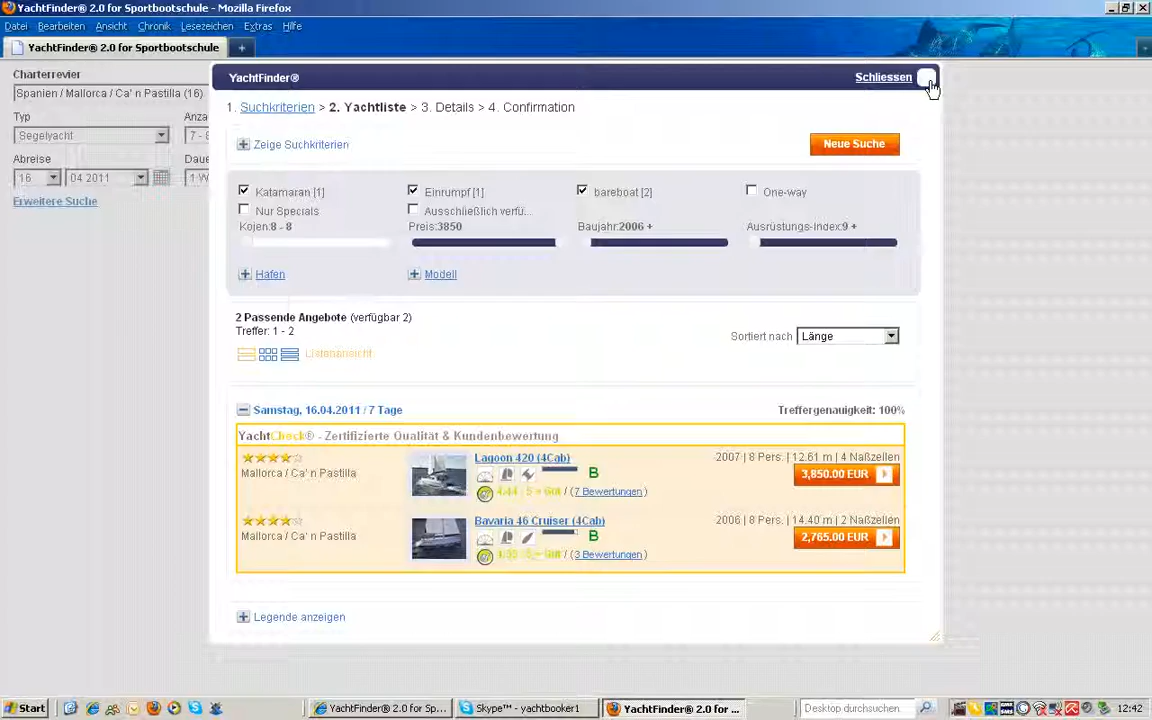 YachtFinder® 2.0 for Sportbootschule - Mozilla Firefox
Datei Bearbeiten Ansicht Chronik Lesezeichen Extras Hilfe
YachtFinder® 2.0 for Sportbootschule
Charterrevier
Spanien / Mallorca / Ca' n Pastilla (16)
Typ Anza
Segelyacht 7 - 8
Abreise Daue
16 04 2011
Erweitere Suche
YachtFinder® Schliessen
1. Suchkriterien > 2. Yachtliste > 3. Details > 4. Confirmation
Zeige Suchkriterien Neue Suche
Katamaran [1] Einrumpf [1] bareboat [2] One-way
Nur Specials Ausschließlich verfü...
Kojen:8 - 8 Preis:3850 Baujahr:2006 + Ausrüstungs-Index:9 +
Hafen Modell
2 Passende Angebote (verfügbar 2)
Treffer: 1 - 2
Sortiert nach Länge
Listenansicht
Samstag, 16.04.2011 / 7 Tage Treffergenauigkeit: 100%
YachtCheck® - Zertifizierte Qualität & Kundenbewertung
Lagoon 420 (4Cab) 2007 | 8 Pers. | 12.61 m | 4 Naßzellen
Mallorca / Ca' n Pastilla B 3,850.00 EUR
(7 Bewertungen)
Bavaria 46 Cruiser (4Cab) 2006 | 8 Pers. | 14.40 m | 2 Naßzellen
Mallorca / Ca' n Pastilla B 2,765.00 EUR
(3 Bewertungen)
Legende anzeigen
Start YachtFinder® 2.0 for Sp... Skype™ - yachtbooker1 YachtFinder® 2.0 for ... Desktop durchsuchen 12:42